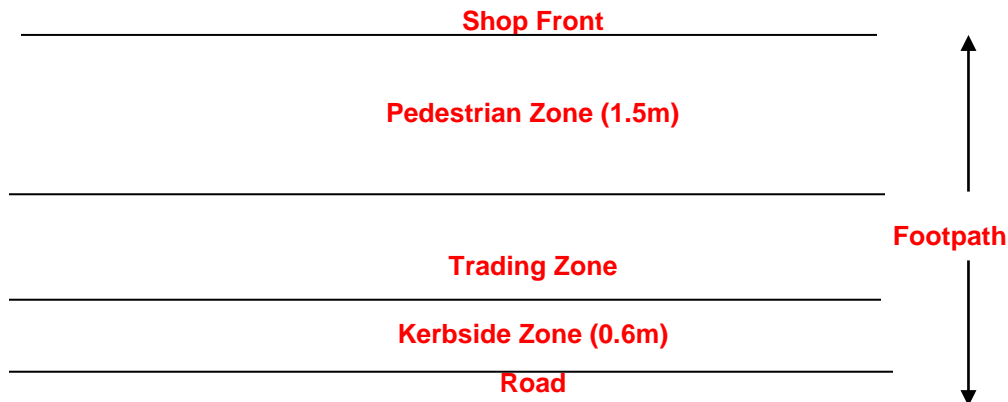 Shop Front
Pedestrian Zone (1.5m)
Footpath
Trading Zone
Kerbside Zone (0.6m)
Road